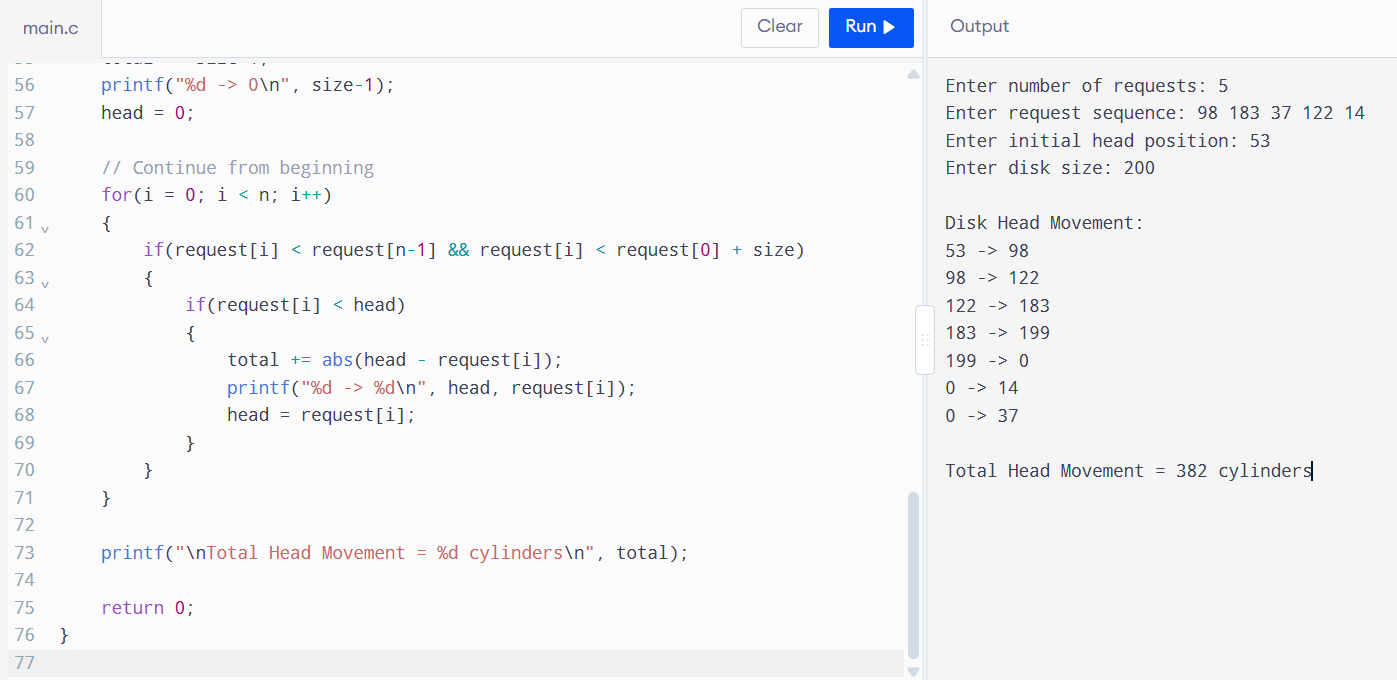 main.c
Clear
Run
Output
56 printf("%d -> 0\n", size-1);
57 head = 0;
58
59 // Continue from beginning
60 for(i = 0; i < n; i++)
61 {
62 if(request[i] < request[n-1] && request[i] < request[0] + size)
63 {
64 if(request[i] < head)
65 {
66 total += abs(head - request[i]);
67 printf("%d -> %d\n", head, request[i]);
68 head = request[i];
69 }
70 }
71 }
72
73 printf("\nTotal Head Movement = %d cylinders\n", total);
74
75 return 0;
76 }
77
Enter number of requests: 5
Enter request sequence: 98 183 37 122 14
Enter initial head position: 53
Enter disk size: 200
Disk Head Movement:
53 -> 98
98 -> 122
122 -> 183
183 -> 199
199 -> 0
0 -> 14
0 -> 37
Total Head Movement = 382 cylinders